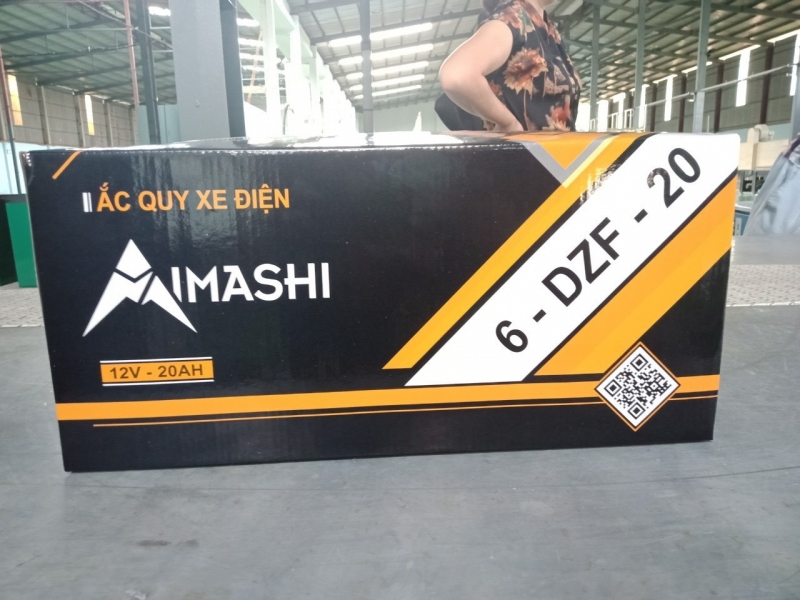 ẮC QUY XE ĐIỆN
AIMASHI
12V - 20AH
6 - DZF - 20